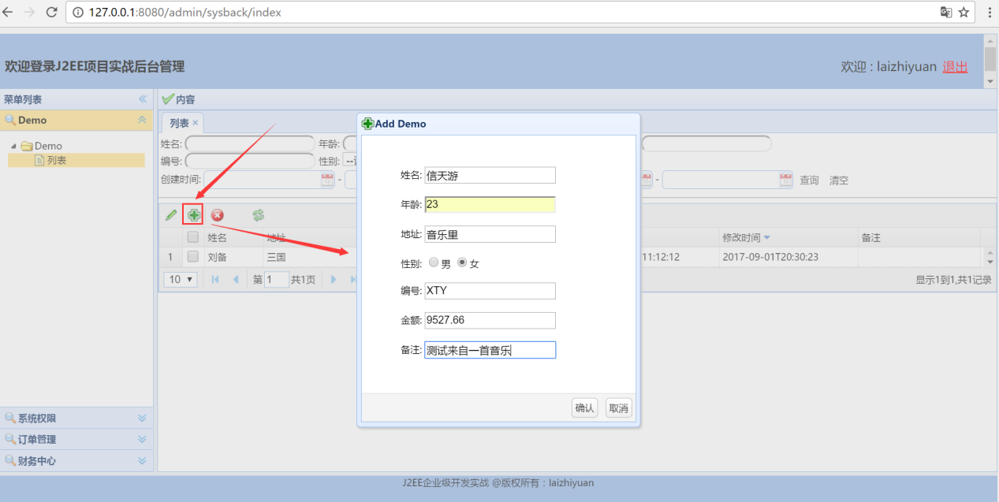 127.0.0.1:8080/admin/sysback/index
欢迎登录J2EE项目实战后台管理
欢迎 : laizhiyuan 退出
菜单列表
内容
Demo
列表
Demo
列表
姓名: 年龄:
编号: 性别:
创建时间: - - 查询 清空
姓名 地址 修改时间 备注
1 刘备 三国 11:12:12 2017-09-01T20:30:23
10 第 1 共1页 显示1到1,共1记录
Add Demo
姓名: 信天游
年龄: 23
地址: 音乐里
性别: 男 女
编号: XTY
金额: 9527.66
备注: 测试来自一首音乐
确认 取消
系统权限
订单管理
财务中心
J2EE企业级开发实战 @版权所有：laizhiyuan